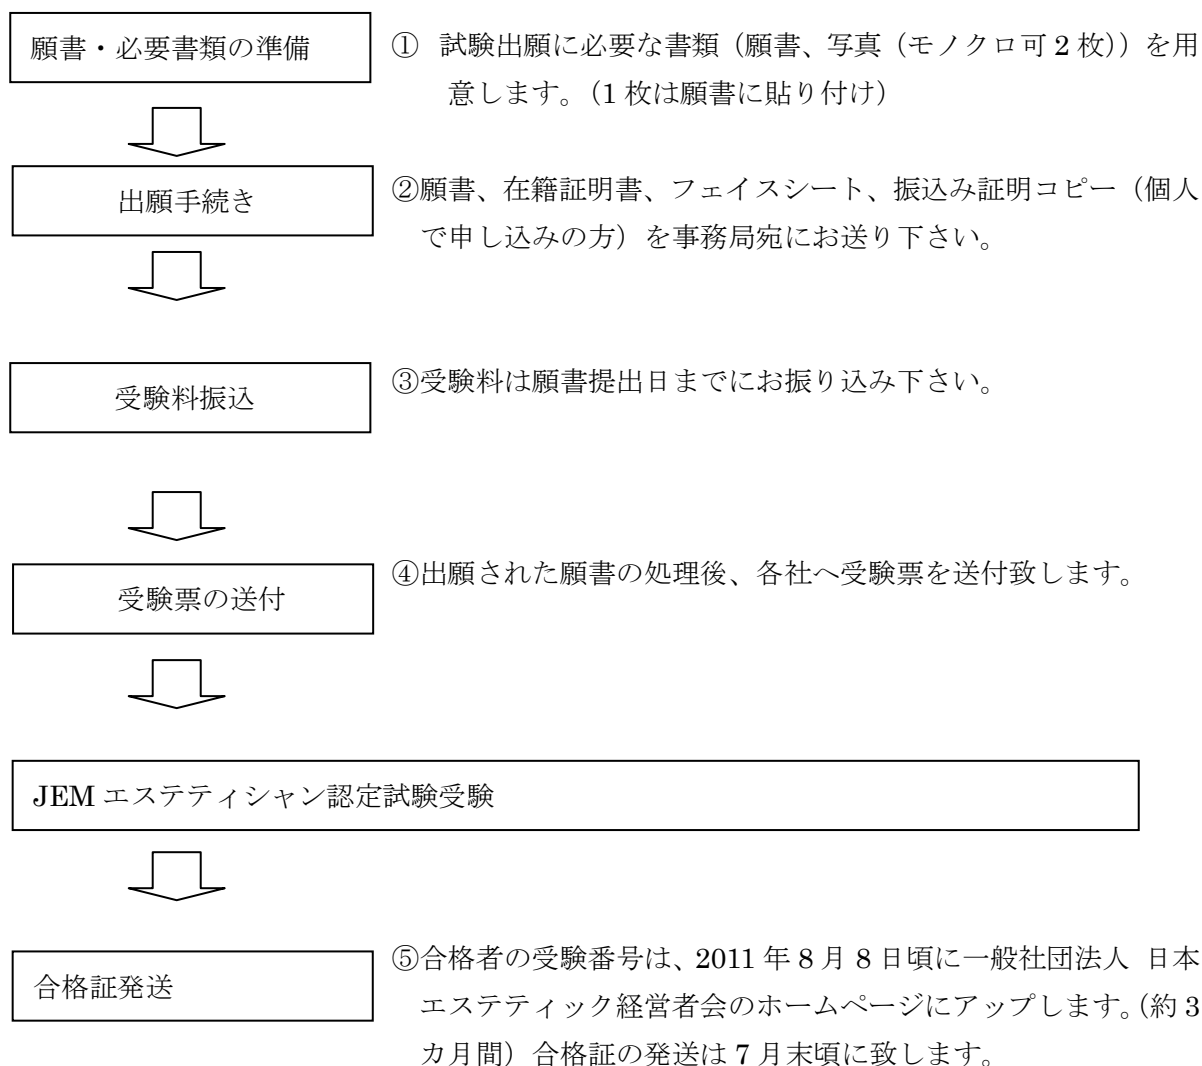 願書・必要書類の準備
① 試験出願に必要な書類（願書、写真（モノクロ可 2 枚））を用
意します。（1 枚は願書に貼り付け）
出願手続き
②願書、在籍証明書、フェイスシート、振込み証明コピー（個人
で申し込みの方）を事務局宛にお送り下さい。
受験料振込
③受験料は願書提出日までにお振り込み下さい。
受験票の送付
④出願された願書の処理後、各社へ受験票を送付致します。
JEM エステティシャン認定試験受験
合格証発送
⑤合格者の受験番号は、2011 年 8 月 8 日頃に一般社団法人 日本
エステティック経営者会のホームページにアップします。（約 3
カ月間）合格証の発送は 7 月末頃に致します。